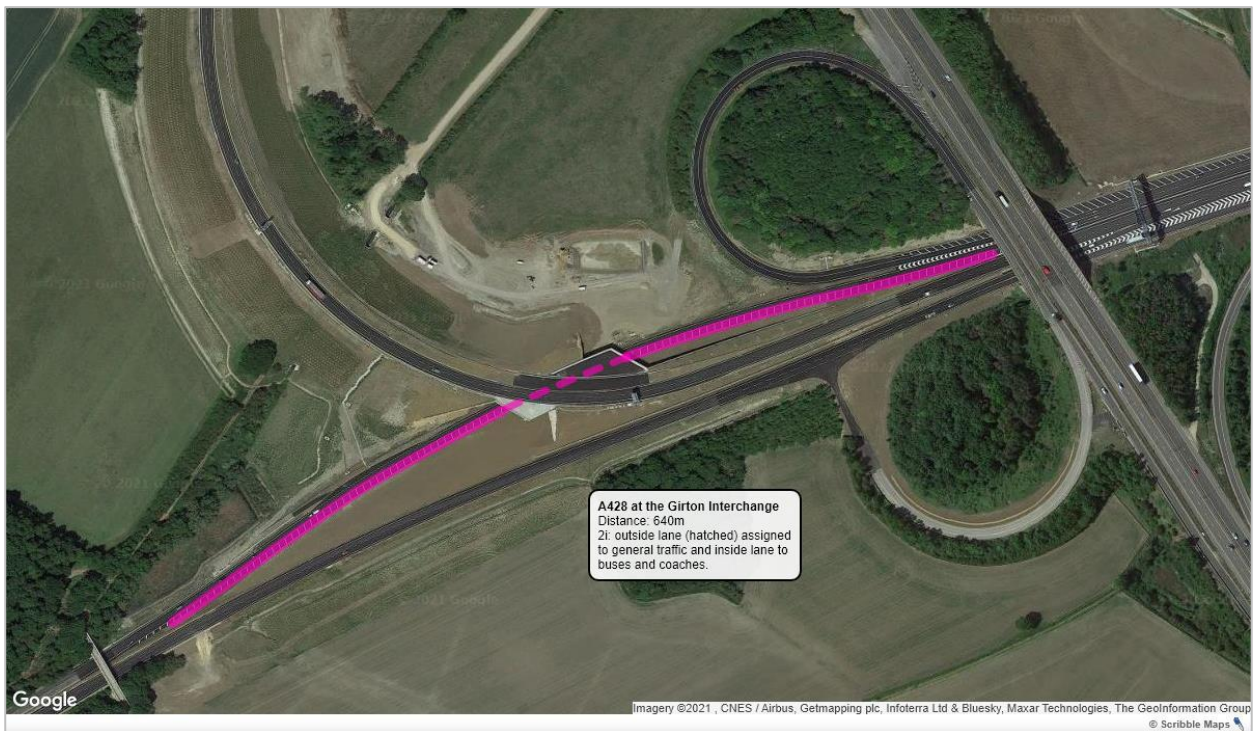 A428 at the Girton Interchange
Distance: 640m
2i: outside lane (hatched) assigned
to general traffic and inside lane to
buses and coaches.
Google
Imagery ©2021 , CNES / Airbus, Getmapping plc, Infoterra Ltd & Bluesky, Maxar Technologies, The GeoInformation Group
© Scribble Maps